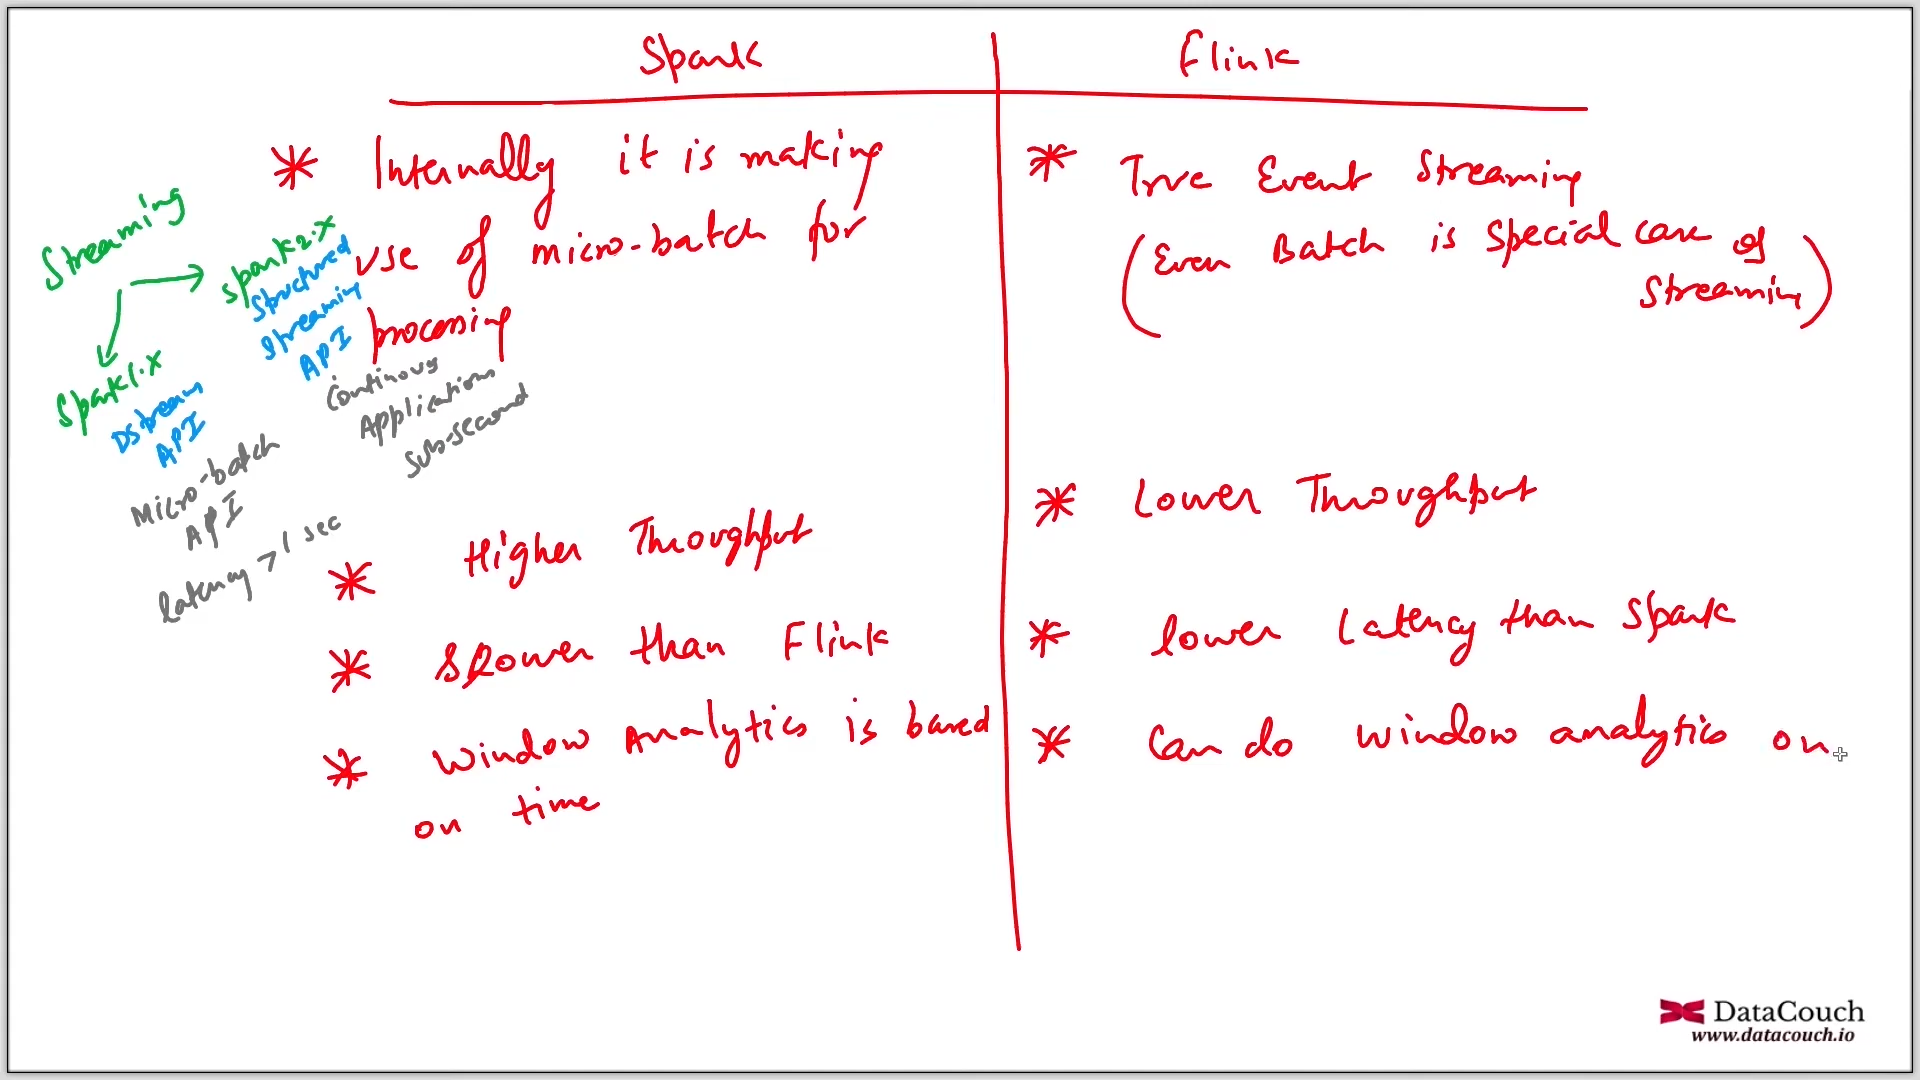 Spark
Flink
* Internally it is making
use of micro-batch for
processing
Streaming
Spark2.X
Structured
Streaming
API
Continous
Applications
Sub-second
Spark1.X
DStream
API
Micro-batch
API
latency > 1 sec
* Higher Throughput
* Slower than Flink
* Window Analytics is based
on time
* True Event Streaming
(Even Batch is special case of
Streaming)
* Lower Throughput
* lower latency than Spark
* Can do window analytics on
DataCouch
www.datacouch.io